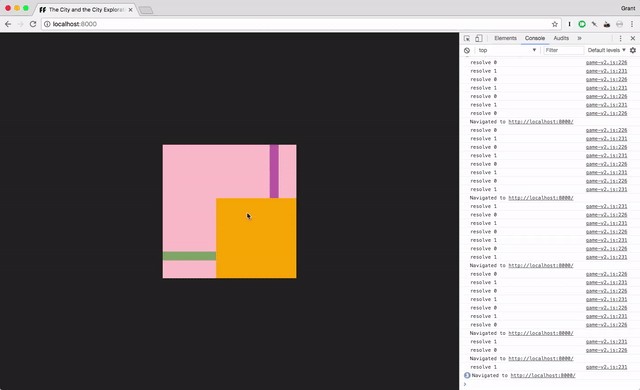 The City and the City Explorat
Grant
localhost:8000
Elements Console Audits »
top Filter Default levels
resolve 0 game-v2.js:226
resolve 1 game-v2.js:231
resolve 0 game-v2.js:226
resolve 1 game-v2.js:231
resolve 0 game-v2.js:226
resolve 1 game-v2.js:231
resolve 0 game-v2.js:226
Navigated to http://localhost:8000/
resolve 0 game-v2.js:226
resolve 1 game-v2.js:231
resolve 0 game-v2.js:226
resolve 1 game-v2.js:231
resolve 0 game-v2.js:226
resolve 0 game-v2.js:226
resolve 1 game-v2.js:231
resolve 1 game-v2.js:231
Navigated to http://localhost:8000/
resolve 1 game-v2.js:231
resolve 0 game-v2.js:226
resolve 1 game-v2.js:231
resolve 0 game-v2.js:226
resolve 0 game-v2.js:226
resolve 0 game-v2.js:226
resolve 1 game-v2.js:231
Navigated to http://localhost:8000/
resolve 0 game-v2.js:226
resolve 1 game-v2.js:231
resolve 0 game-v2.js:231
resolve 1 game-v2.js:231
resolve 1 game-v2.js:226
resolve 0 game-v2.js:226
Navigated to http://localhost:8000/
resolve 1 game-v2.js:231
resolve 0 game-v2.js:226
Navigated to http://localhost:8000/
resolve 1 game-v2.js:231
Navigated to http://localhost:8000/